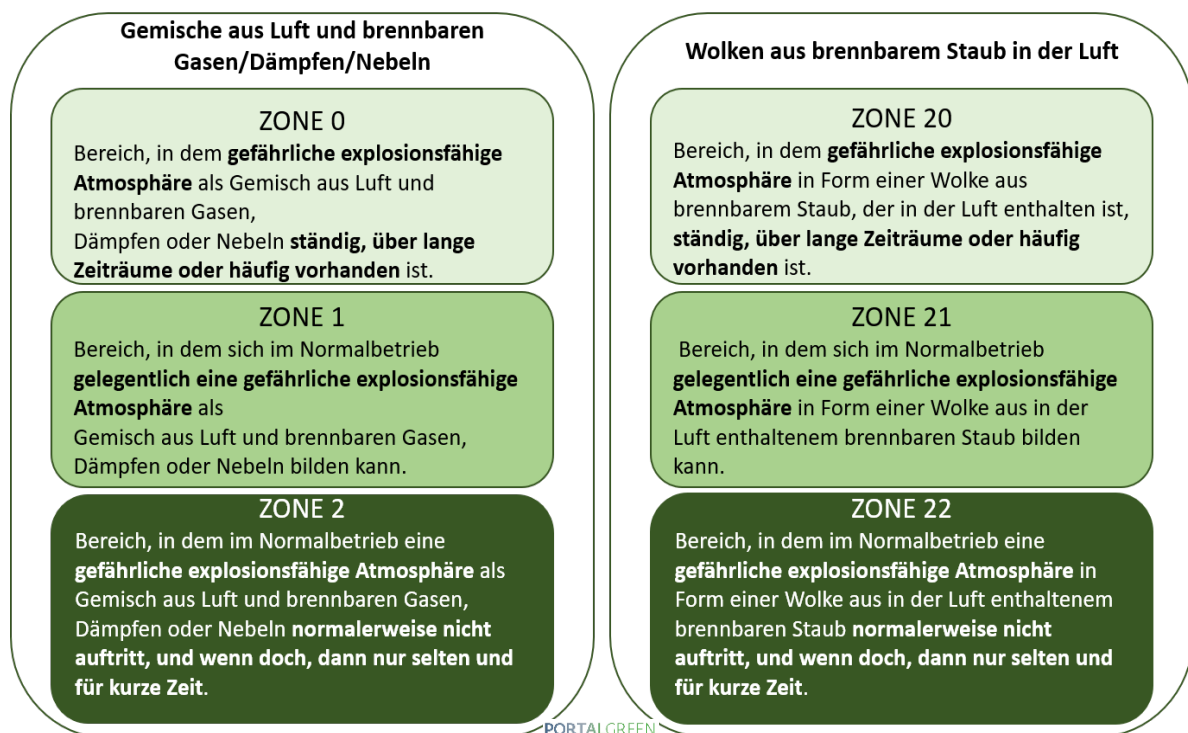 Gemische aus Luft und brennbaren
Gasen/Dämpfen/Nebeln
ZONE 0
Bereich, in dem gefährliche explosionsfähige
Atmosphäre als Gemisch aus Luft und
brennbaren Gasen,
Dämpfen oder Nebeln ständig, über lange
Zeiträume oder häufig vorhanden ist.
ZONE 1
Bereich, in dem sich im Normalbetrieb
gelegentlich eine gefährliche explosionsfähige
Atmosphäre als
Gemisch aus Luft und brennbaren Gasen,
Dämpfen oder Nebeln bilden kann.
ZONE 2
Bereich, in dem im Normalbetrieb eine
gefährliche explosionsfähige Atmosphäre als
Gemisch aus Luft und brennbaren Gasen,
Dämpfen oder Nebeln normalerweise nicht
auftritt, und wenn doch, dann nur selten und
für kurze Zeit.
Wolken aus brennbarem Staub in der Luft
ZONE 20
Bereich, in dem gefährliche explosionsfähige
Atmosphäre in Form einer Wolke aus
brennbarem Staub, der in der Luft enthalten ist,
ständig, über lange Zeiträume oder häufig
vorhanden ist.
ZONE 21
Bereich, in dem sich im Normalbetrieb
gelegentlich eine gefährliche explosionsfähige
Atmosphäre in Form einer Wolke aus in der
Luft enthaltenem brennbaren Staub bilden
kann.
ZONE 22
Bereich, in dem im Normalbetrieb eine
gefährliche explosionsfähige Atmosphäre in
Form einer Wolke aus in der Luft enthaltenem
brennbaren Staub normalerweise nicht
auftritt, und wenn doch, dann nur selten und
für kurze Zeit.
PORTALGREEN